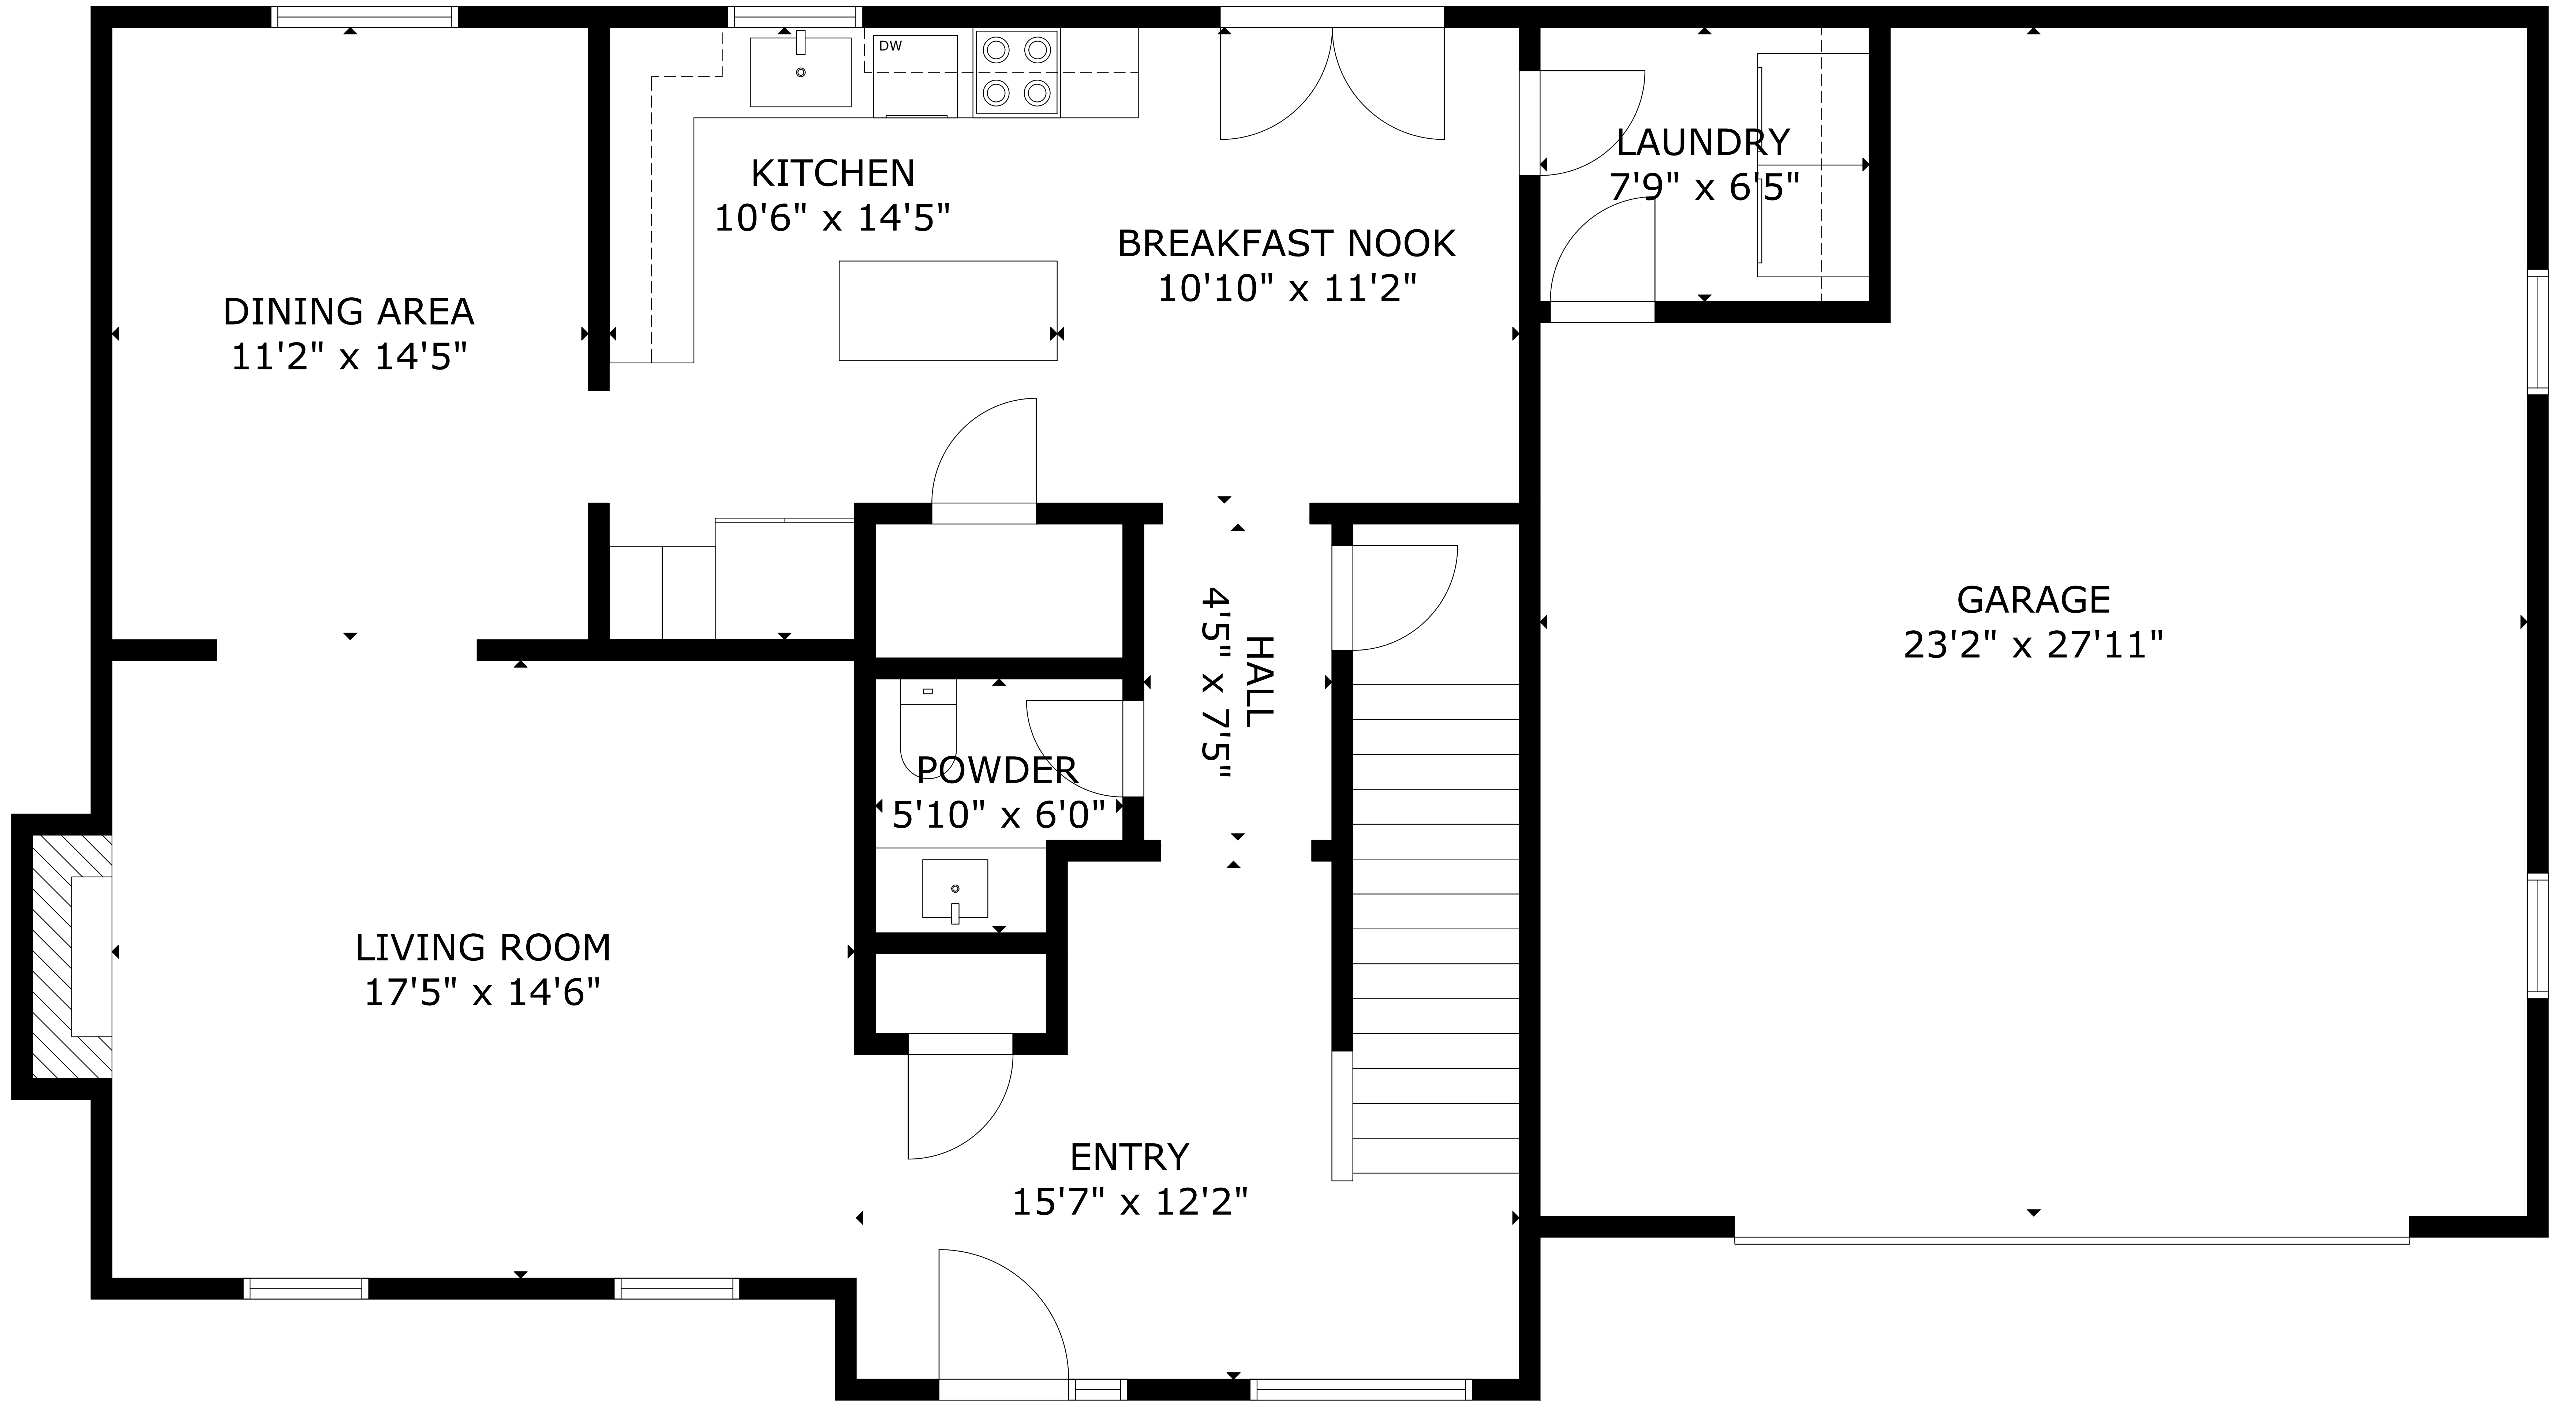 DW
KITCHEN
10'6" x 14'5"
LAUNDRY
7'9" x 6'5"
BREAKFAST NOOK
10'10" x 11'2"
DINING AREA
11'2" x 14'5"
GARAGE
23'2" x 27'11"
HALL
4'5" x 7'5"
POWDER
5'10" x 6'0"
LIVING ROOM
17'5" x 14'6"
ENTRY
15'7" x 12'2"